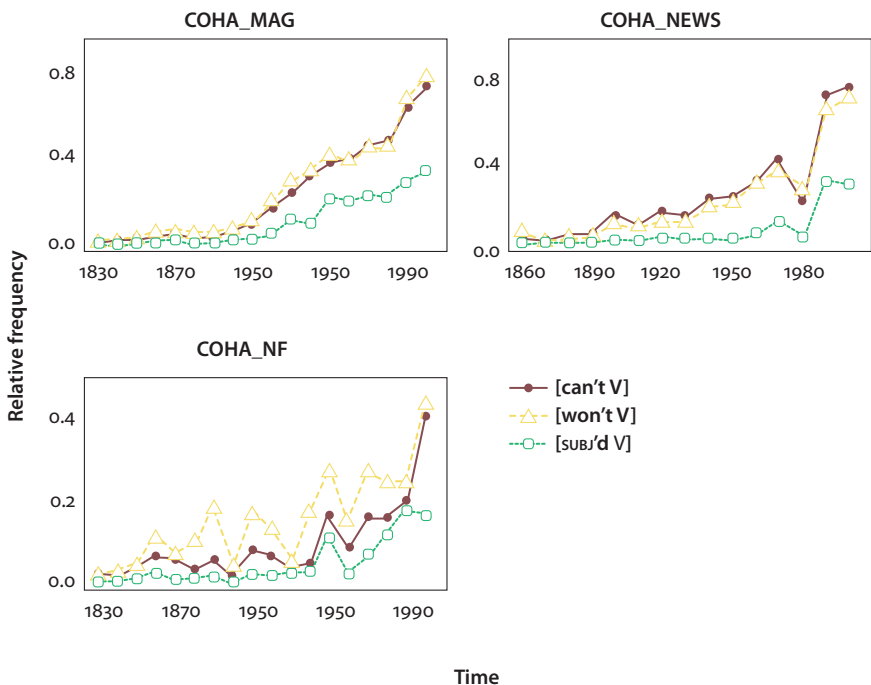 COHA_MAG
0.8
0.4
0.0
1830 1870 1950 1950 1990
COHA_NEWS
0.8
0.4
0.0
1860 1890 1920 1950 1980
Relative frequency
COHA_NF
0.4
0.2
0.0
1830 1870 1950 1950 1990
[can't V]
[won't V]
[SUBJ'd V]
Time